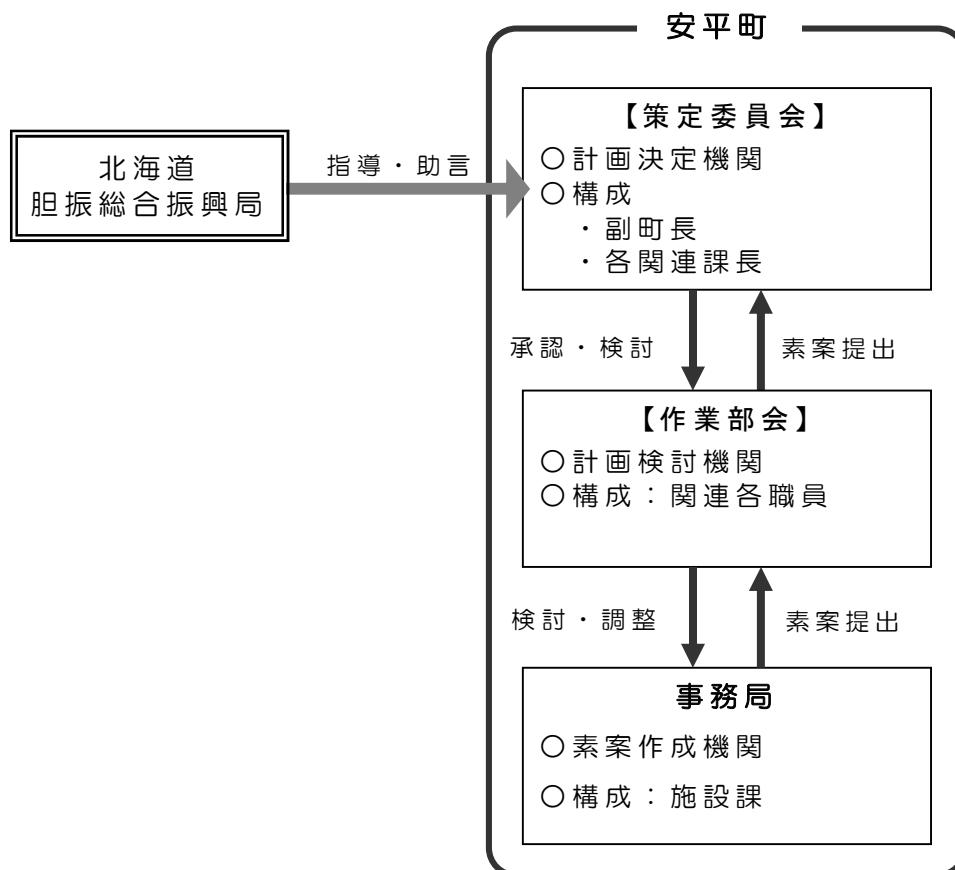 安平町
【策定委員会】
○計画決定機関
○構成
・副町長
・各関連課長
北海道
胆振総合振興局
指導・助言
承認・検討
素案提出
【作業部会】
○計画検討機関
○構成：関連各職員
検討・調整
素案提出
事務局
○素案作成機関
○構成：施設課